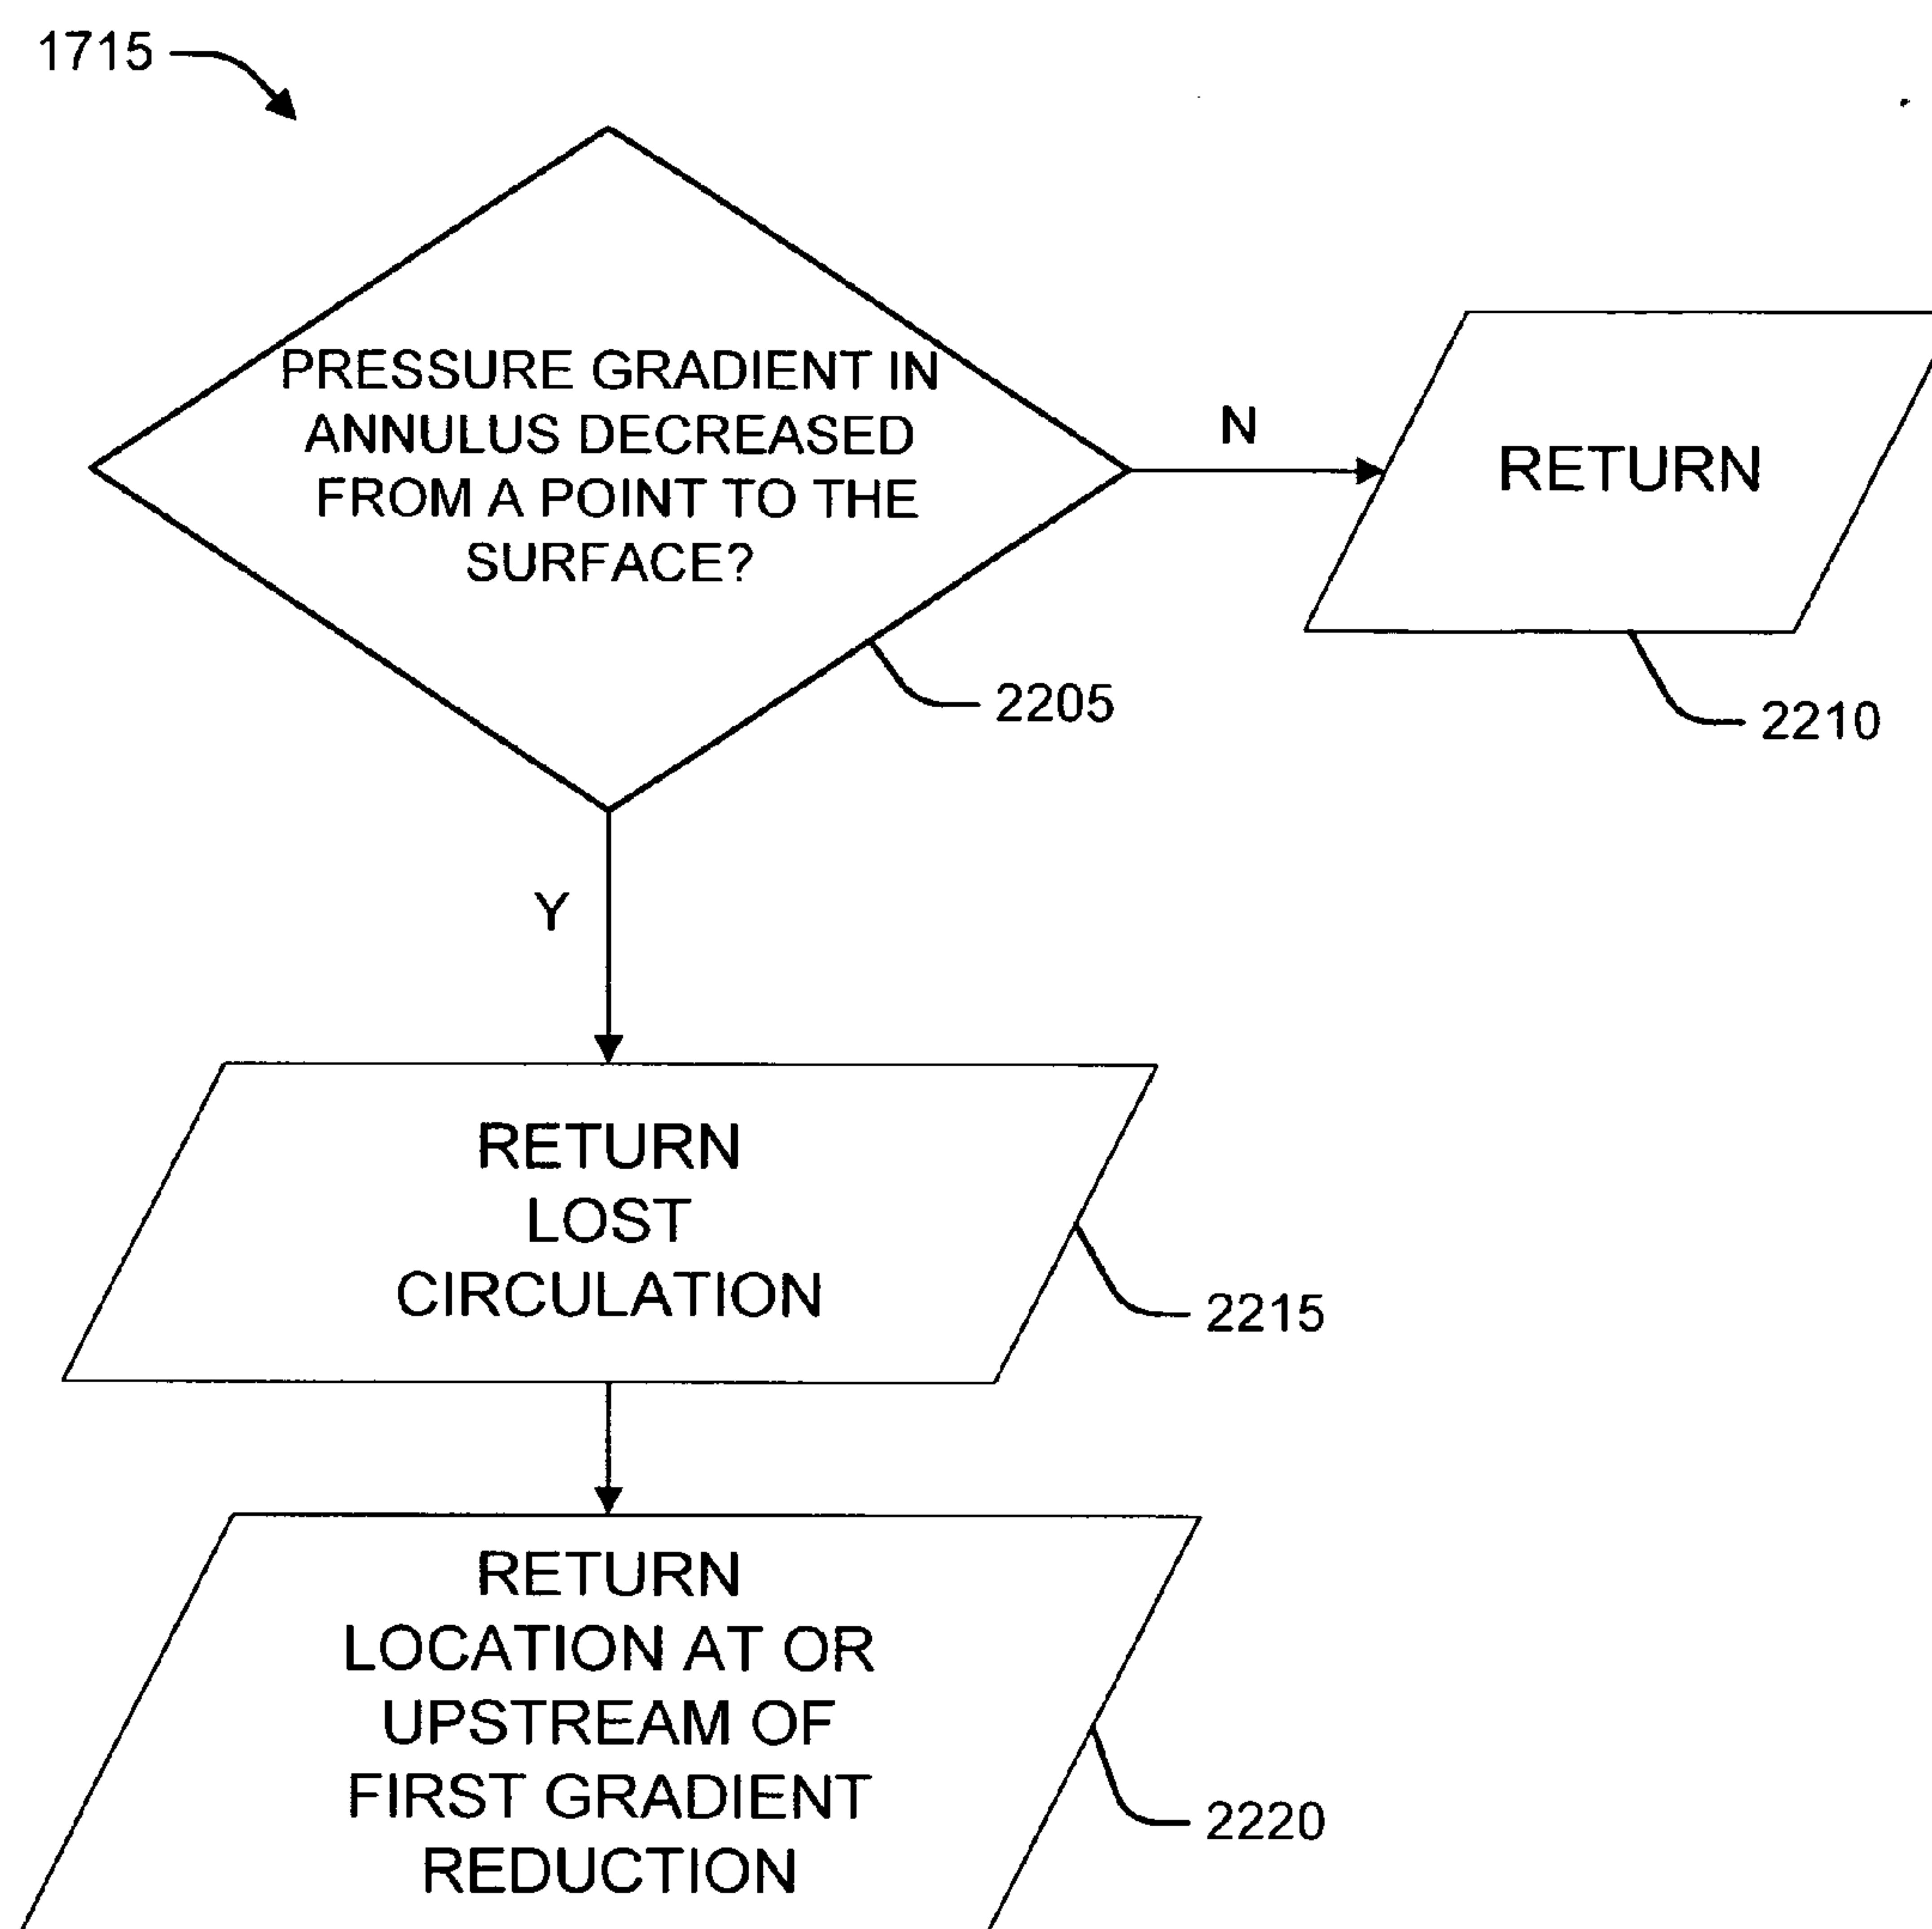 1715
PRESSURE GRADIENT IN
ANNULUS DECREASED
FROM A POINT TO THE
SURFACE?
N
RETURN
2205
2210
Y
RETURN
LOST
CIRCULATION
2215
RETURN
LOCATION AT OR
UPSTREAM OF
FIRST GRADIENT
REDUCTION
2220